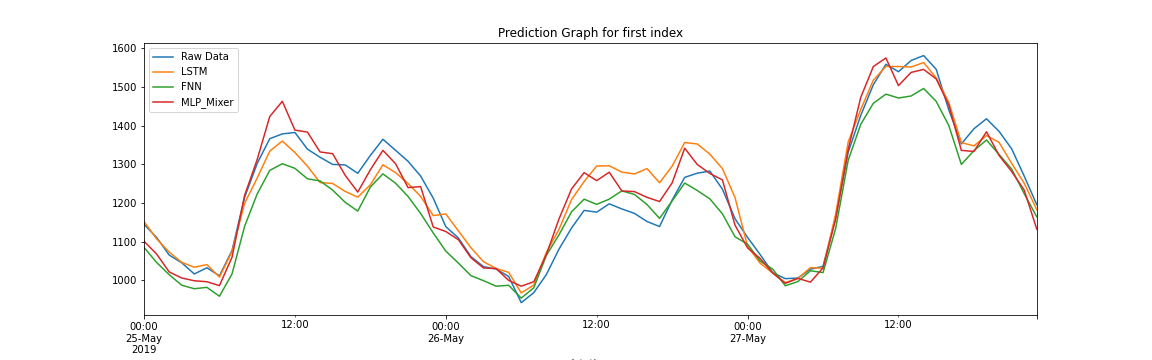 Prediction Graph for first index
1600
1500
1400
1300
1200
1100
1000
Raw Data
LSTM
FNN
MLP_Mixer
00:00
25-May
2019
12:00
00:00
26-May
12:00
00:00
27-May
12:00